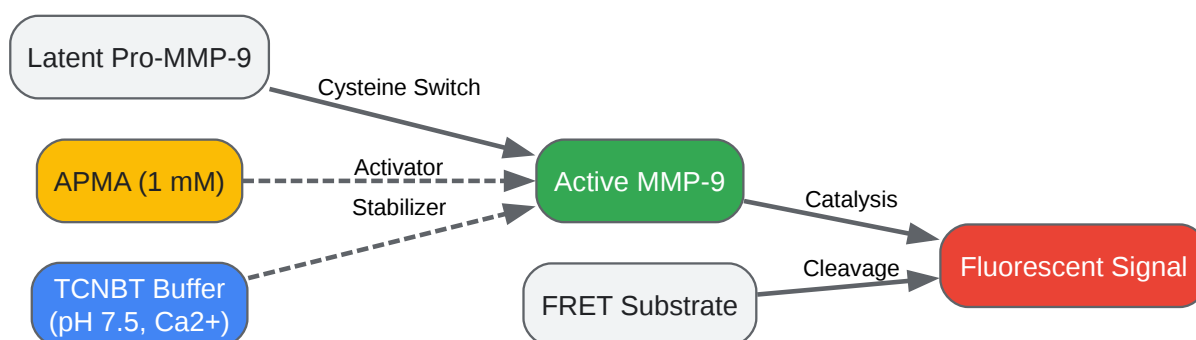 Latent Pro-MMP-9
Cysteine Switch
APMA (1 mM)
Activator
Active MMP-9
Stabilizer
Catalysis
TCNBT Buffer
(pH 7.5, Ca2+)
FRET Substrate
Cleavage
Fluorescent Signal